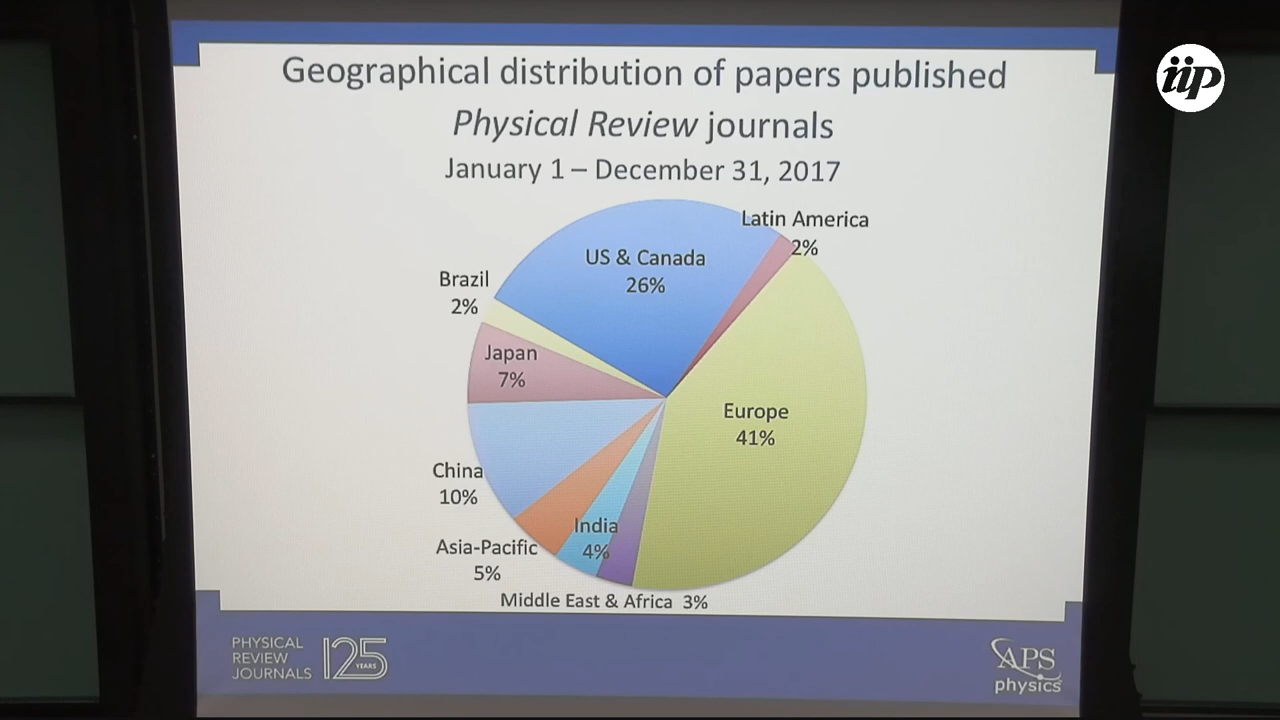 iip
Geographical distribution of papers published
Physical Review journals
January 1 – December 31, 2017
Latin America
2%
US & Canada
26%
Brazil
2%
Japan
7%
Europe
41%
China
10%
India
4%
Asia-Pacific
5%
Middle East & Africa 3%
PHYSICAL
REVIEW
JOURNALS
125
YEARS
APS
physics